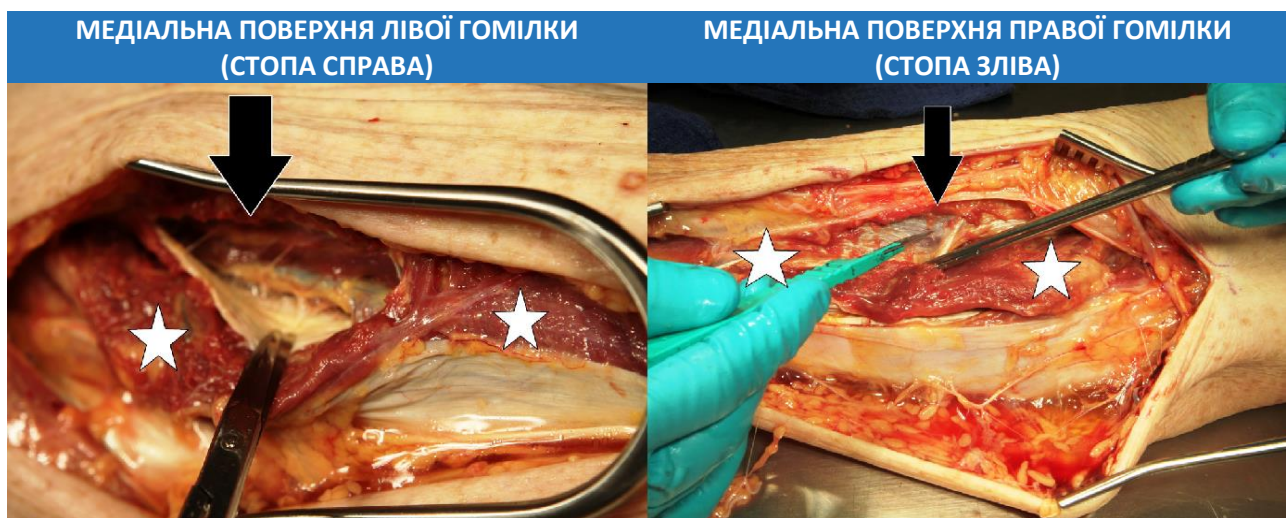 МЕДІАЛЬНА ПОВЕРХНЯ ЛІВОЇ ГОМІЛКИ
(СТОПА СПРАВА)
МЕДІАЛЬНА ПОВЕРХНЯ ПРАВОЇ ГОМІЛКИ
(СТОПА ЗЛІВА)